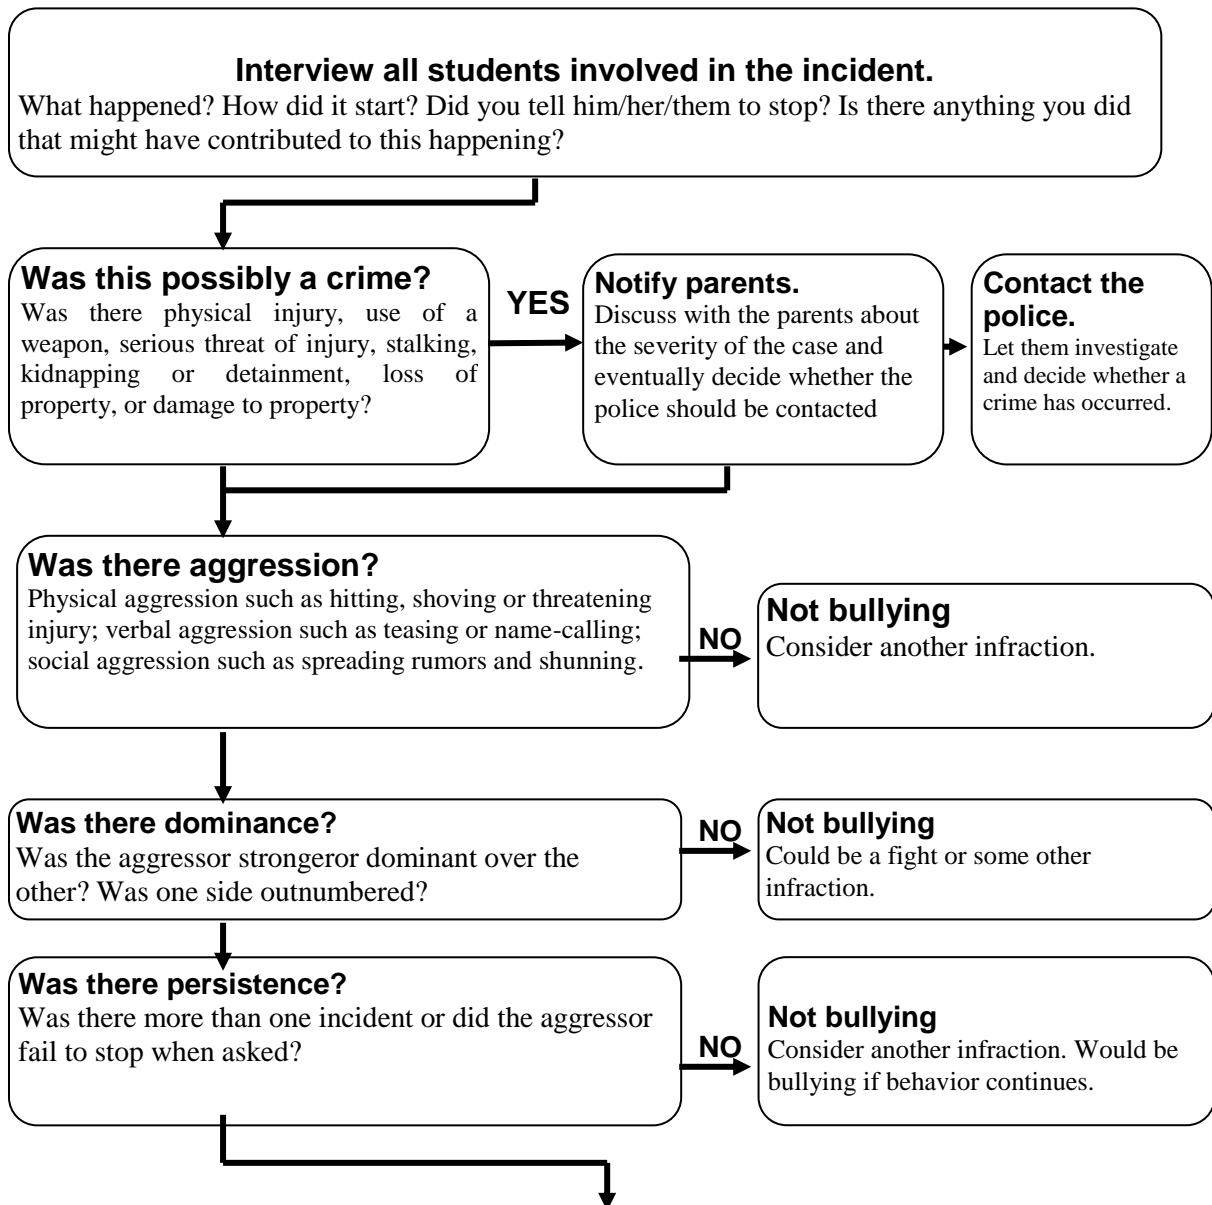 Interview all students involved in the incident.
What happened? How did it start? Did you tell him/her/them to stop? Is there anything you did
that might have contributed to this happening?
Was this possibly a crime?
Was there physical injury, use of a
weapon, serious threat of injury, stalking,
kidnapping or detainment, loss of
property, or damage to property?
YES
Notify parents.
Discuss with the parents about
the severity of the case and
eventually decide whether the
police should be contacted
Contact the
police.
Let them investigate
and decide whether a
crime has occurred.
Was there aggression?
Physical aggression such as hitting, shoving or threatening
injury; verbal aggression such as teasing or name-calling;
social aggression such as spreading rumors and shunning.
NO
Not bullying
Consider another infraction.
Was there dominance?
Was the aggressor strongeror dominant over the
other? Was one side outnumbered?
NO
Not bullying
Could be a fight or some other
infraction.
Was there persistence?
Was there more than one incident or did the aggressor
fail to stop when asked?
NO
Not bullying
Consider another infraction. Would be
bullying if behavior continues.